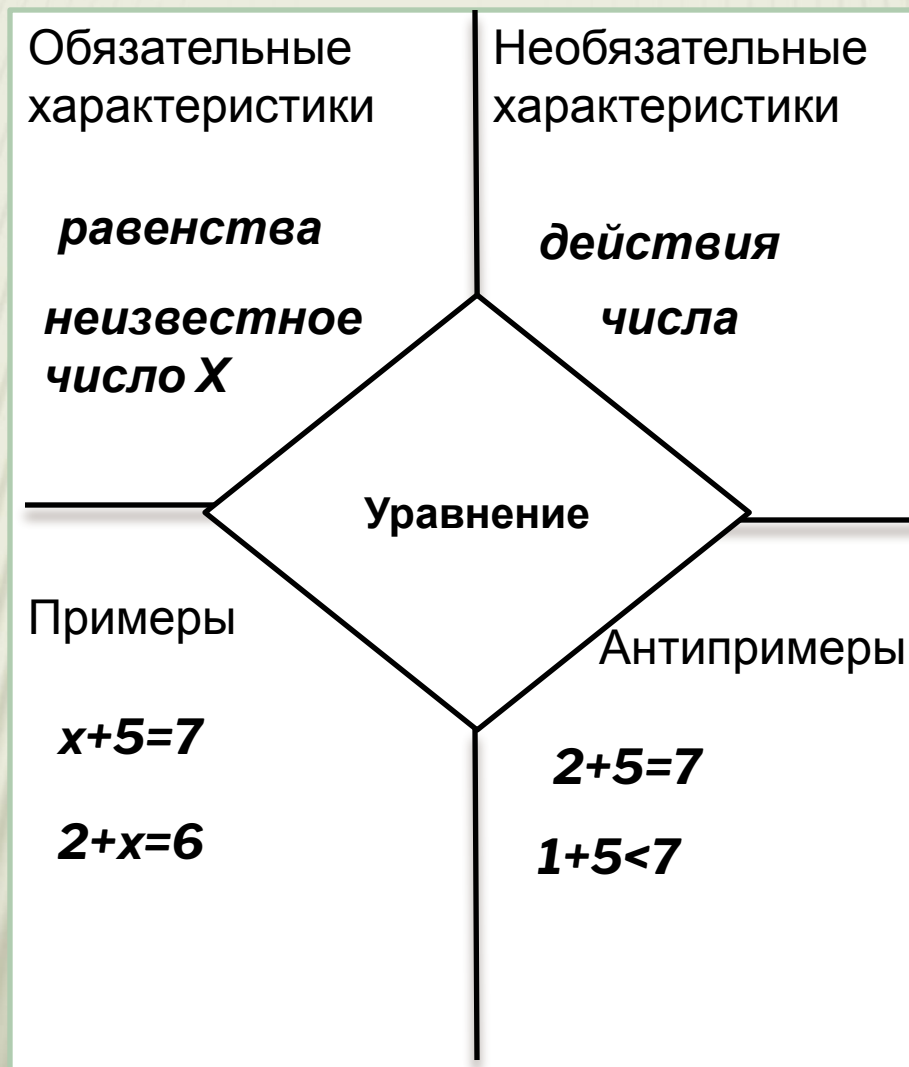 Обязательные
характеристики
равенства
неизвестное
число X
Необязательные
характеристики
действия
числа
Уравнение
Примеры
x+5=7
2+x=6
Антипримеры
2+5=7
1+5<7